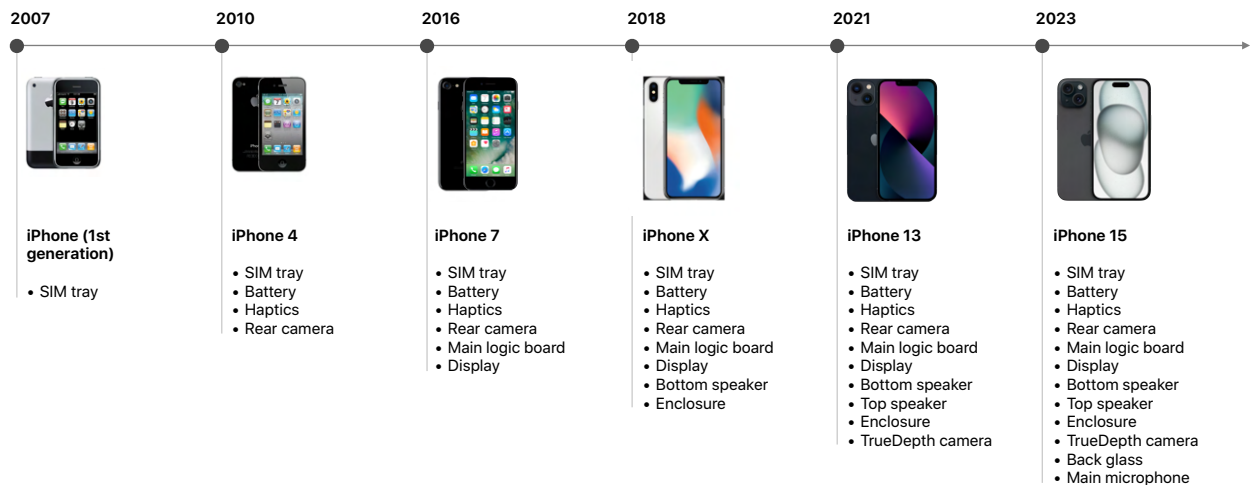 2007
2010
2016
2018
2021
2023
iPhone (1st
generation)
• SIM tray
iPhone 4
• SIM tray
• Battery
• Haptics
• Rear camera
iPhone 7
• SIM tray
• Battery
• Haptics
• Rear camera
• Main logic board
• Display
iPhone X
• SIM tray
• Battery
• Haptics
• Rear camera
• Main logic board
• Display
• Bottom speaker
• Enclosure
iPhone 13
• SIM tray
• Battery
• Haptics
• Rear camera
• Main logic board
• Display
• Bottom speaker
• Top speaker
• Enclosure
• TrueDepth camera
iPhone 15
• SIM tray
• Battery
• Haptics
• Rear camera
• Main logic board
• Display
• Bottom speaker
• Top speaker
• Enclosure
• TrueDepth camera
• Back glass
• Main microphone